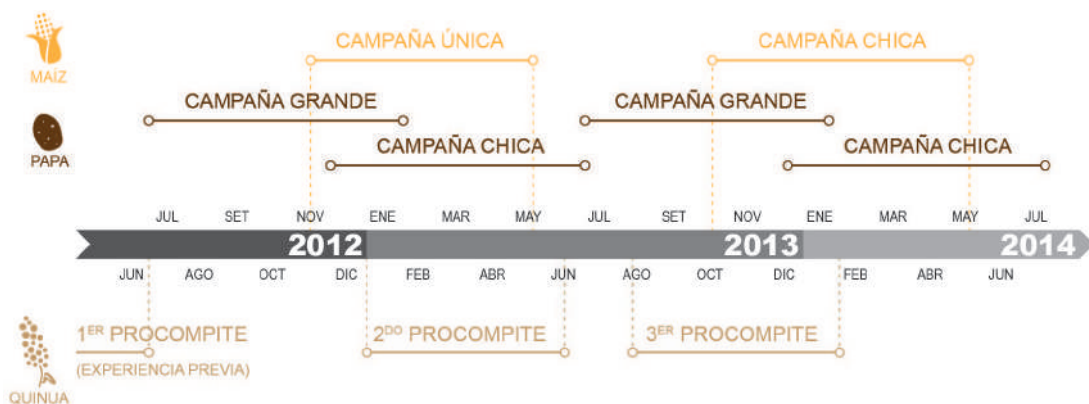 CAMPAÑA ÚNICA CAMPAÑA CHICA
MAÍZ
CAMPAÑA GRANDE CAMPAÑA GRANDE
PAPA
CAMPAÑA CHICA CAMPAÑA CHICA
JUL SET NOV ENE MAR MAY JUL SET NOV ENE MAR MAY JUL
2012 2013 2014
JUN AGO OCT DIC FEB ABR JUN AGO OCT DIC FEB ABR JUN
1ER PROCOMPITE 2DO PROCOMPITE 3ER PROCOMPITE
(EXPERIENCIA PREVIA)
QUINUA